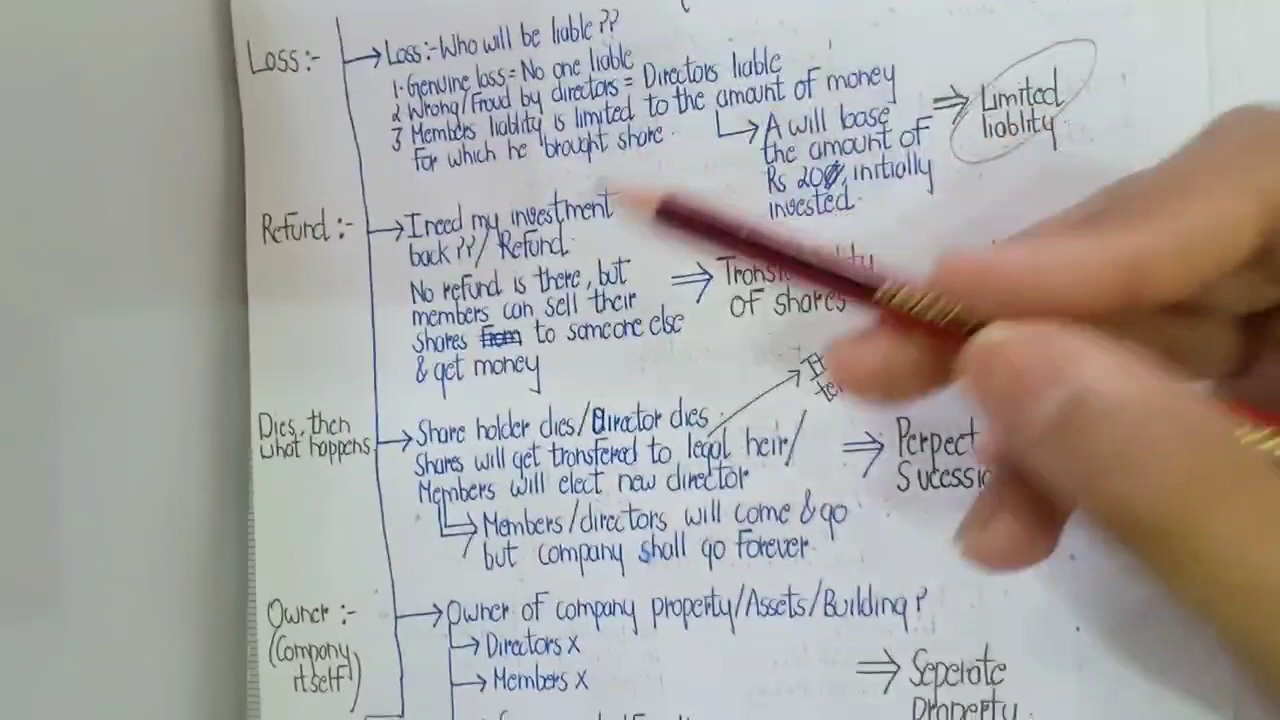 Loss:-
Loss:-Who will be liable??
1·Genuine loss= No one liable
2 Wrong/Fraud by directors = Directors liable
3 Members liablity is limited to the amount of money
for which he brought share·
A will lose
the amount of
Rs 200, initially
invested·
Limited
lioblity
Refund:-
I need my investment
back??/ Refund·
No refund is there, but
members can sell their
shares from to someone else
& get money
OF shares
Dies, then
what happens
Share holder dies/Director dies
Shares will get transfered to legal heir/
Members will elect new director
Members/directors will come & go
but company shall go Forever·
Perpect
Owner :-
(Company
itself)
Owner of company property/Assets/Building?
Directors x
Members x
Seperate
Property